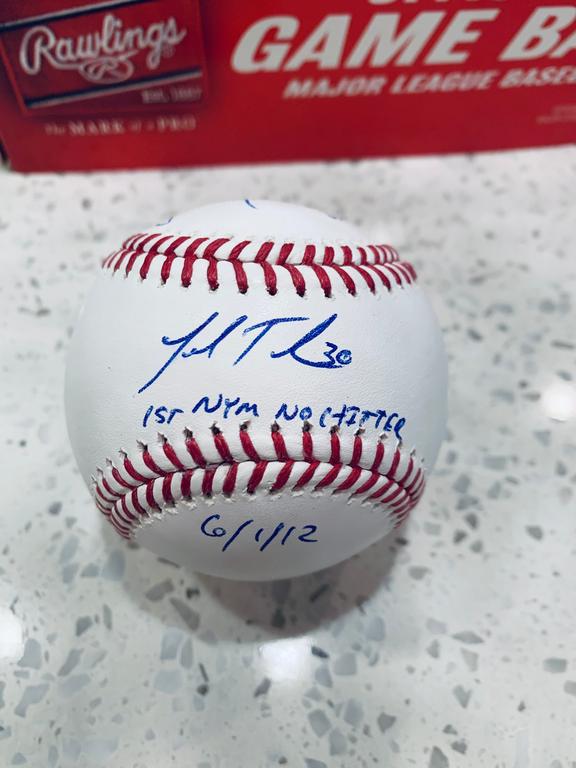 Rawlings
EST. 1887
The MARK of a PRO
GAME BA
MAJOR LEAGUE BASEB
30
1ST NYM NO HITTER
6/1/12